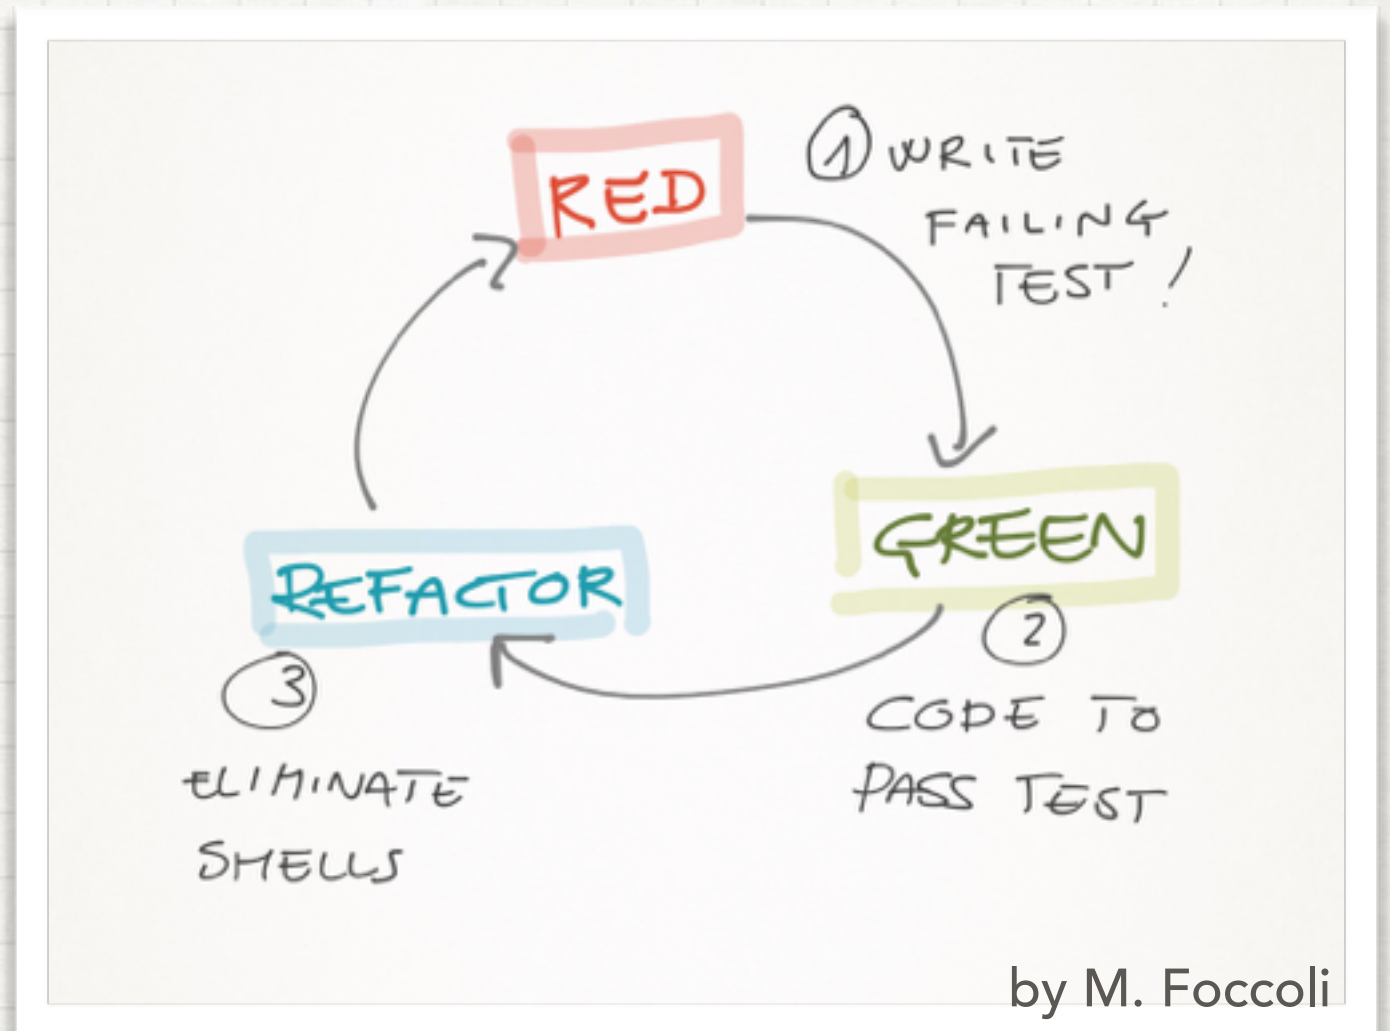 RED
1 WRITE
FAILING
TEST!
GREEN
2
CODE TO
PASS TEST
REFACTOR
3
ELIMINATE
SMELLS
by M. Foccoli